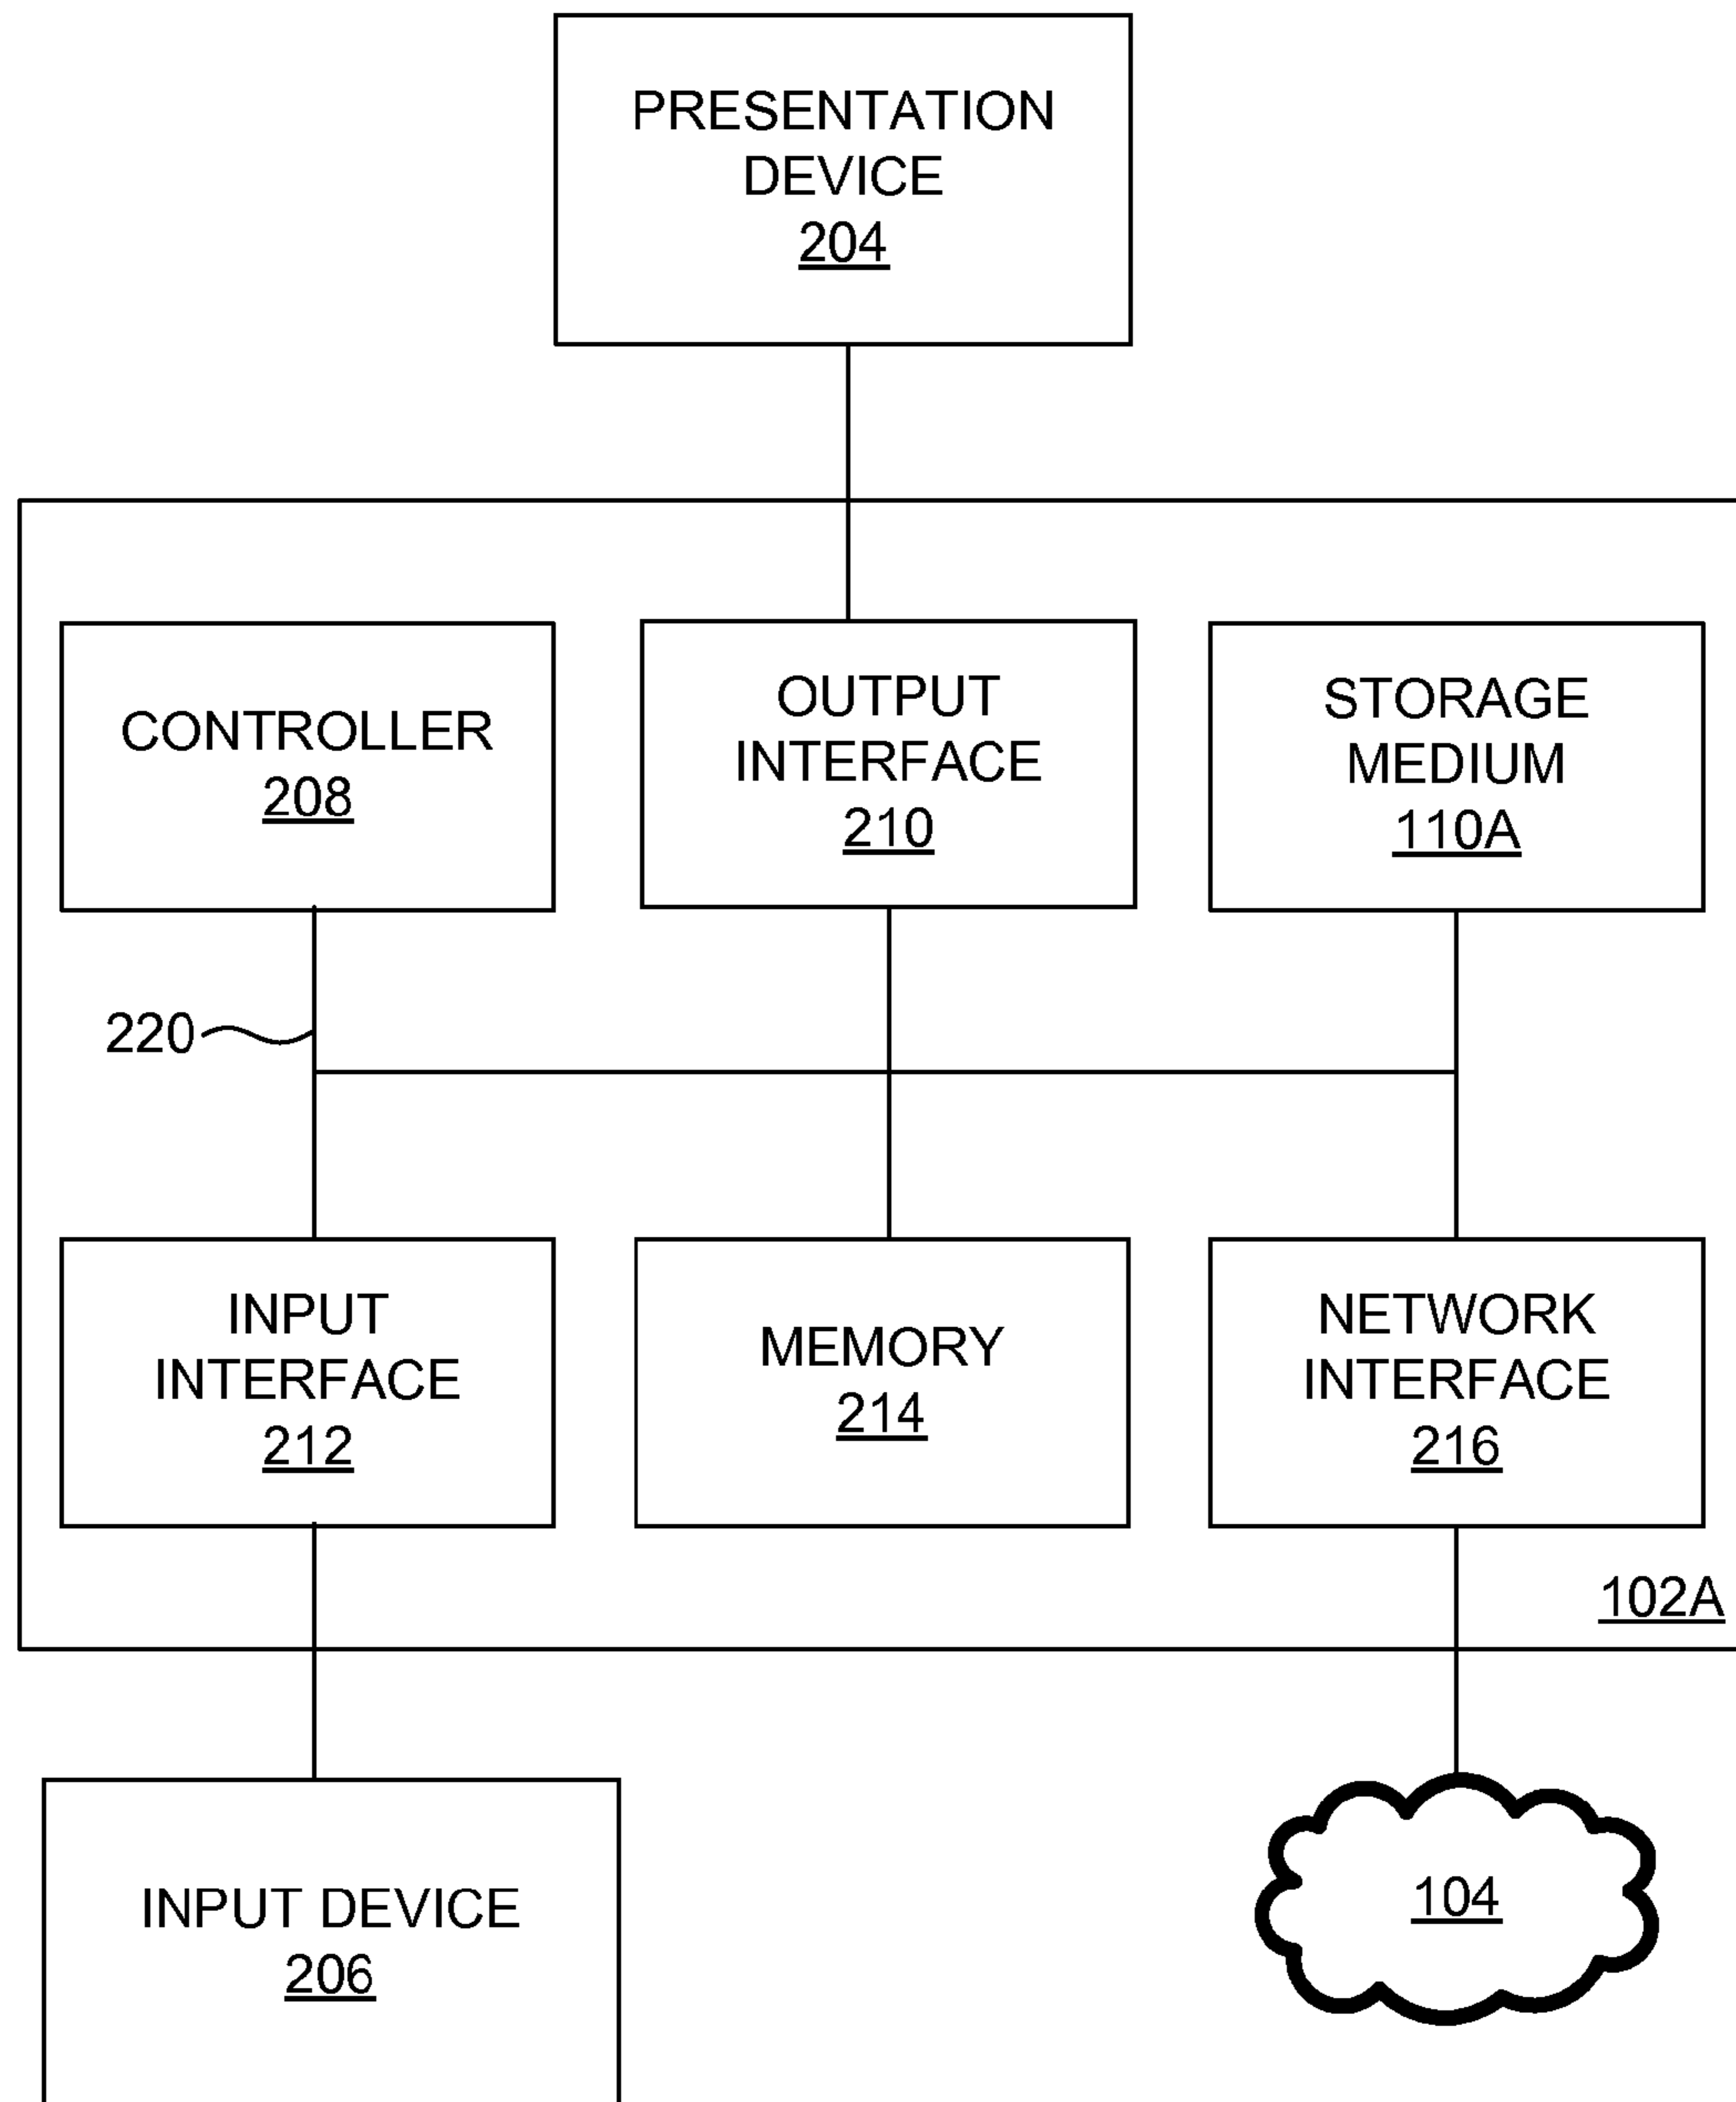 PRESENTATION
DEVICE
204
CONTROLLER
208
OUTPUT
INTERFACE
210
STORAGE
MEDIUM
110A
220
INPUT
INTERFACE
212
MEMORY
214
NETWORK
INTERFACE
216
102A
INPUT DEVICE
206
104